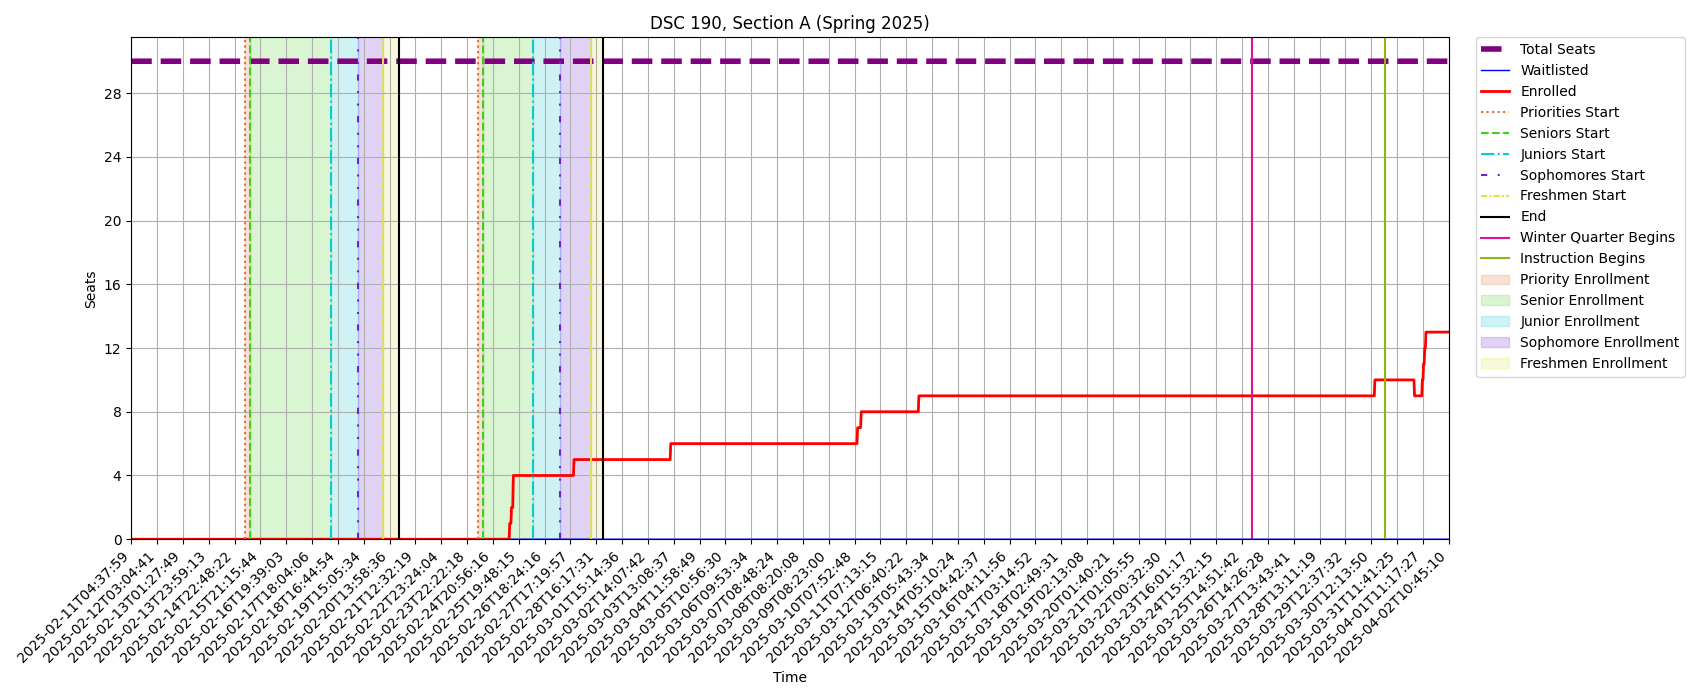 DSC 190, Section A (Spring 2025)
Seats
28
24
20
16
12
8
4
0
2025-02-11T04:37:59
2025-02-12T03:04:41
2025-02-13T01:27:49
2025-02-13T23:59:13
2025-02-14T22:48:22
2025-02-15T21:15:44
2025-02-16T19:39:03
2025-02-17T18:04:06
2025-02-18T16:44:54
2025-02-19T15:05:34
2025-02-20T13:58:36
2025-02-21T12:32:19
2025-02-22T23:24:04
2025-02-23T22:22:18
2025-02-24T20:56:16
2025-02-25T19:48:15
2025-02-26T18:24:16
2025-02-27T17:19:57
2025-02-28T16:17:31
2025-03-01T15:14:36
2025-03-02T14:07:42
2025-03-03T13:08:37
2025-03-04T11:58:49
2025-03-05T10:56:30
2025-03-06T09:53:34
2025-03-07T08:48:24
2025-03-08T08:20:08
2025-03-09T08:23:00
2025-03-10T07:52:48
2025-03-11T07:13:15
2025-03-12T06:40:22
2025-03-13T05:43:34
2025-03-14T05:10:24
2025-03-15T04:42:37
2025-03-16T04:11:56
2025-03-17T03:14:52
2025-03-18T02:49:31
2025-03-19T02:13:08
2025-03-20T01:40:21
2025-03-21T01:05:55
2025-03-22T00:32:30
2025-03-23T16:01:17
2025-03-24T15:32:15
2025-03-25T14:51:42
2025-03-26T14:26:28
2025-03-27T13:43:41
2025-03-28T13:11:19
2025-03-29T12:37:32
2025-03-30T12:13:50
2025-03-31T11:41:25
2025-04-01T11:17:27
2025-04-02T10:45:10
Time
Total Seats
Waitlisted
Enrolled
Priorities Start
Seniors Start
Juniors Start
Sophomores Start
Freshmen Start
End
Winter Quarter Begins
Instruction Begins
Priority Enrollment
Senior Enrollment
Junior Enrollment
Sophomore Enrollment
Freshmen Enrollment